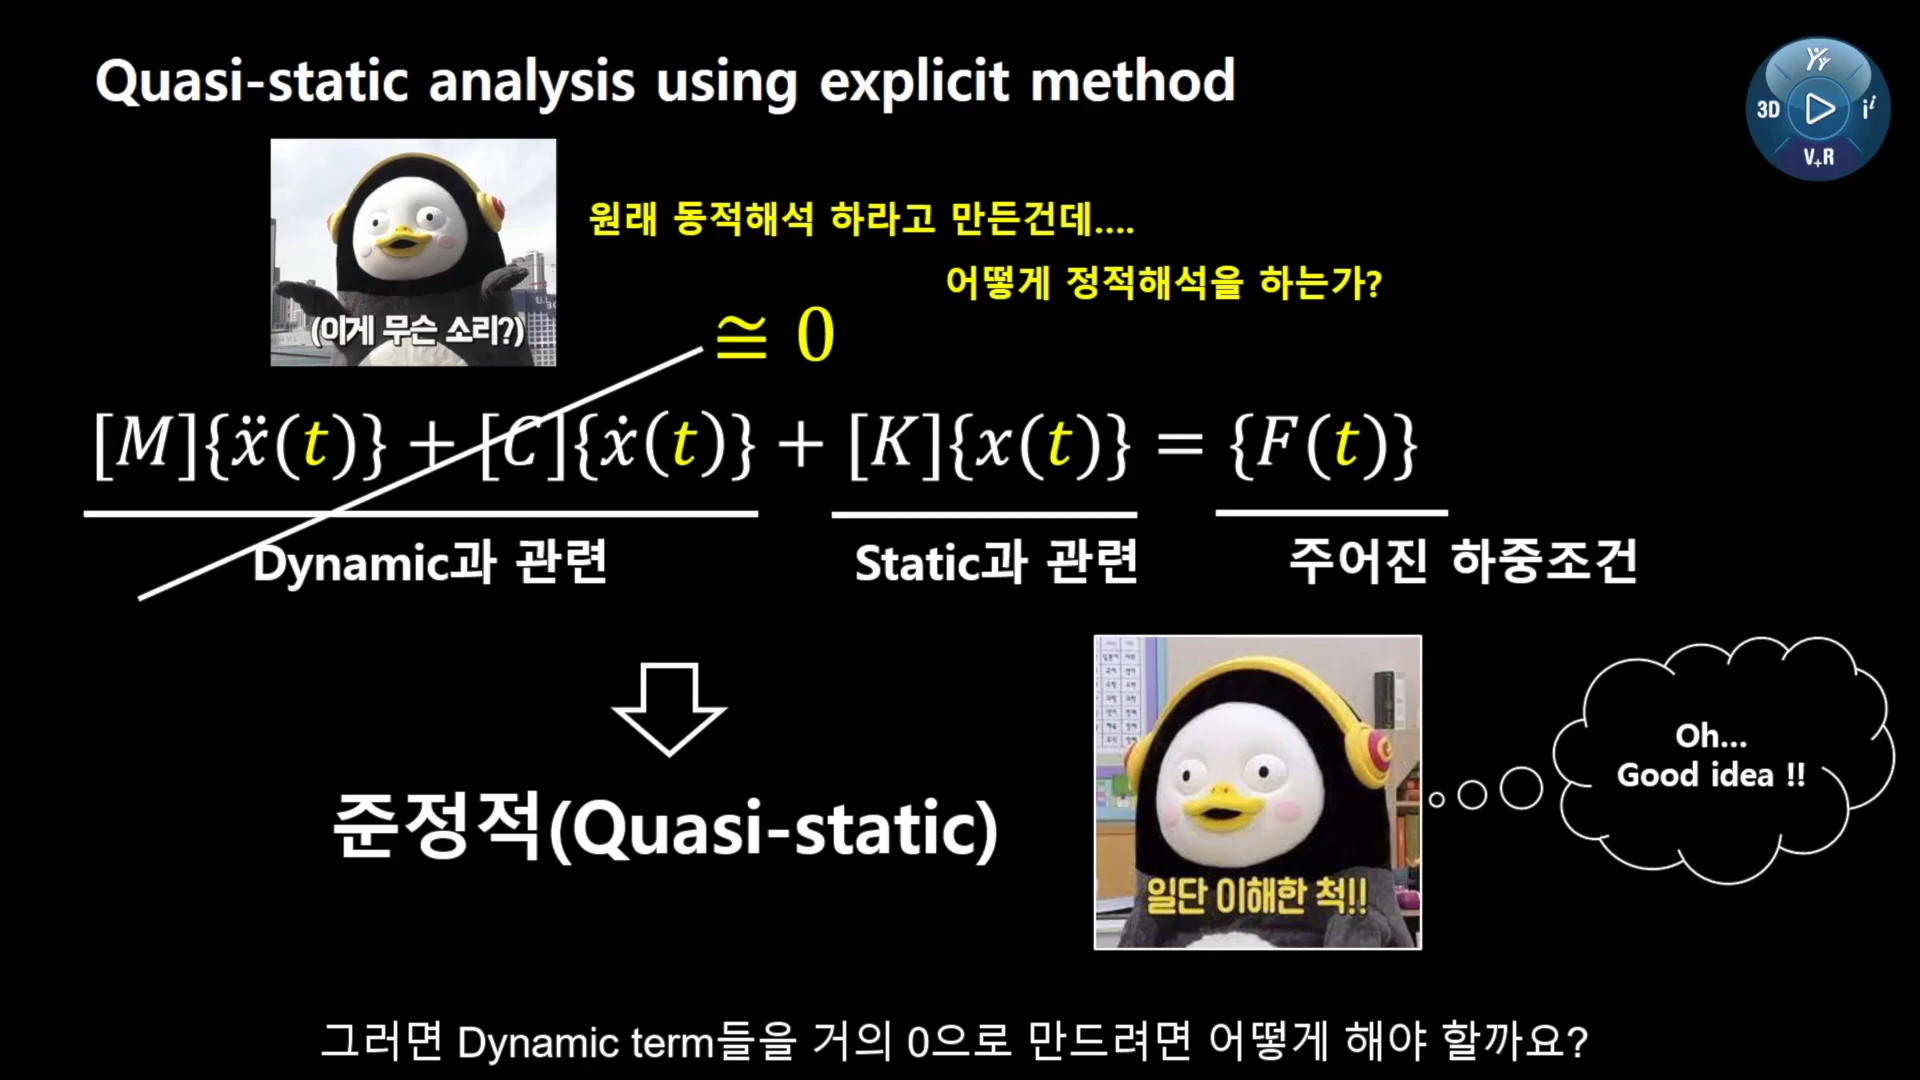 Quasi-static analysis using explicit method
3D
V+R
i
원래 동적해석 하라고 만든건데....
어떻게 정적해석을 하는가?
(이게 무슨 소리?)
≅ 0
[M]{ẍ(t)} + [C]{ẋ(t)} + [K]{x(t)} = {F(t)}
Dynamic과 관련
Static과 관련
주어진 하중조건
준정적(Quasi-static)
일단 이해한 척!!
Oh...
Good idea !!
그러면 Dynamic term들을 거의 0으로 만드려면 어떻게 해야 할까요?